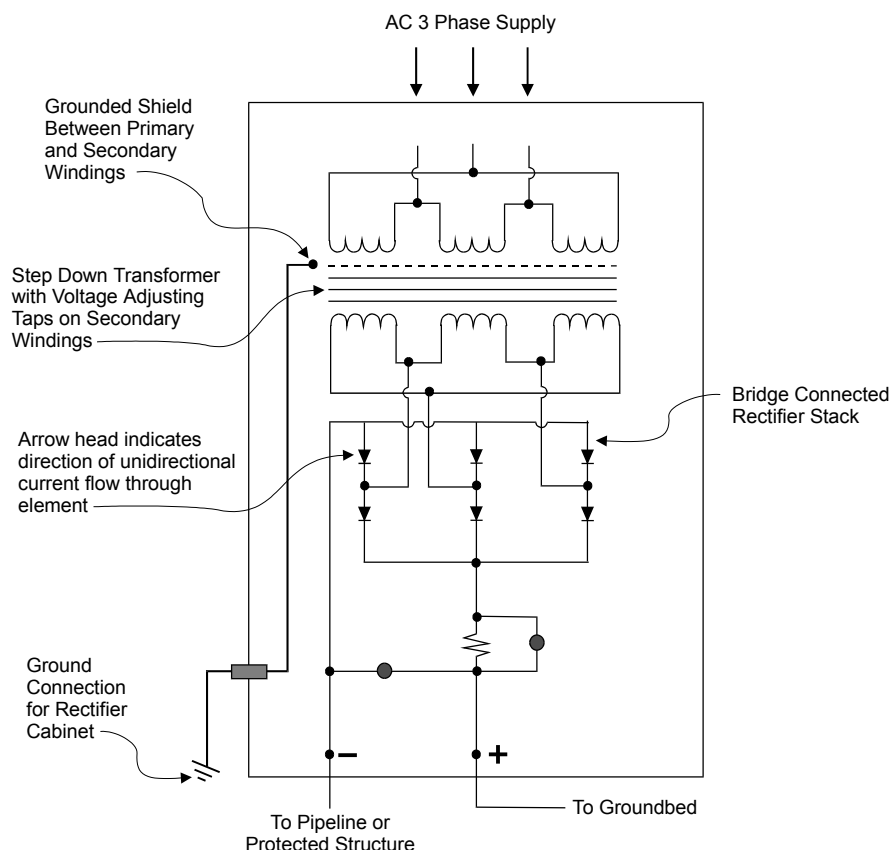 AC 3 Phase Supply
Grounded Shield
Between Primary
and Secondary
Windings
Step Down Transformer
with Voltage Adjusting
Taps on Secondary
Windings
Bridge Connected
Rectifier Stack
Arrow head indicates
direction of unidirectional
current flow through
element
Ground
Connection
for Rectifier
Cabinet
− +
To Groundbed
To Pipeline or
Protected Structure